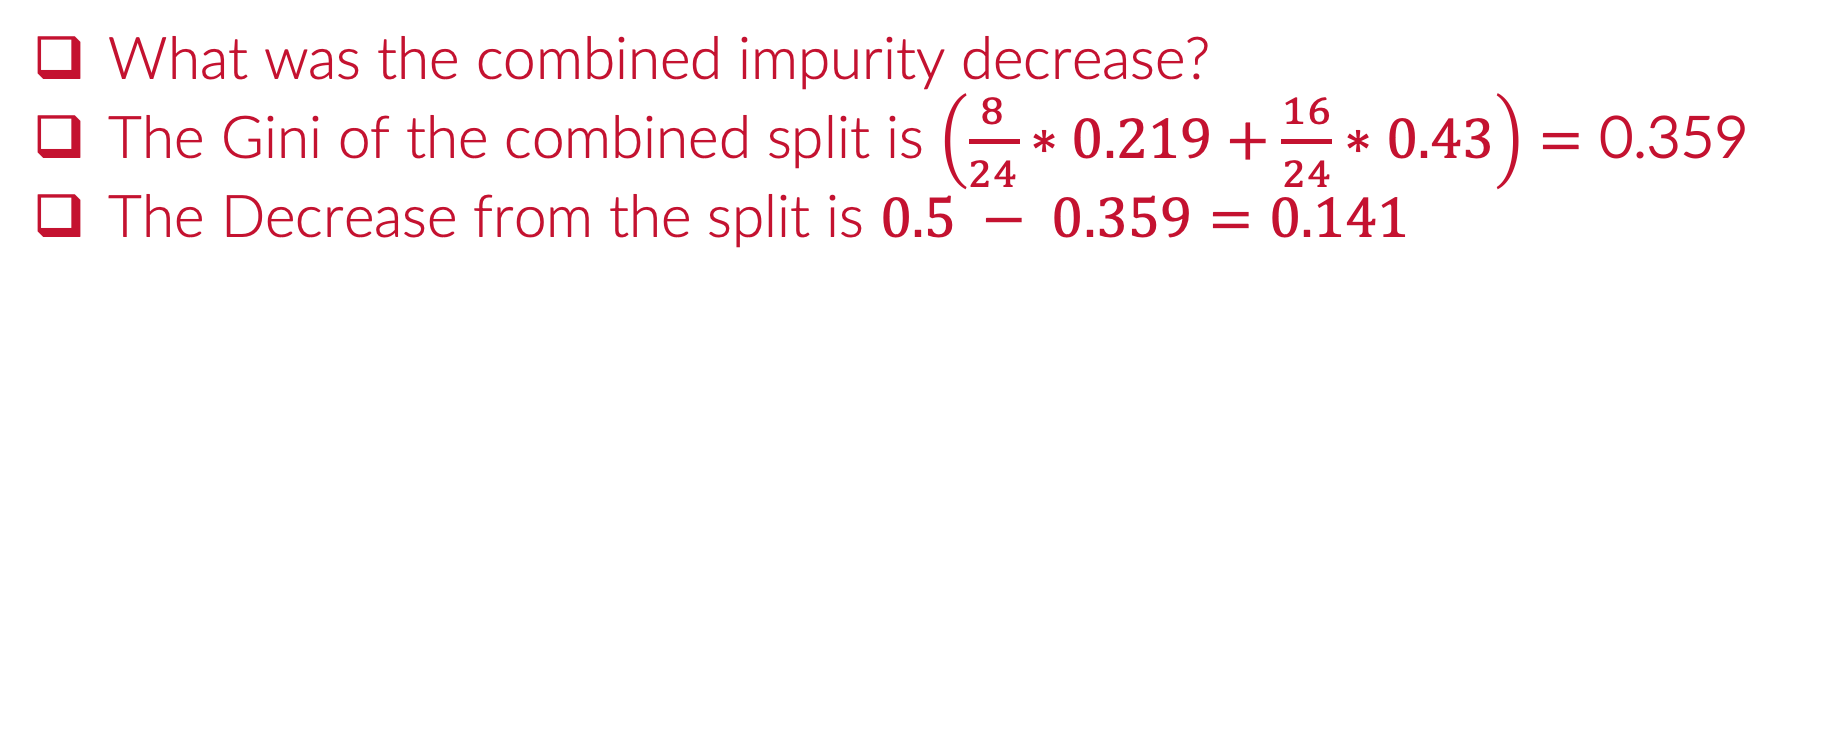 ❑ What was the combined impurity decrease?
❑ The Gini of the combined split is (8/24 * 0.219 + 16/24 * 0.43) = 0.359
❑ The Decrease from the split is 0.5 − 0.359 = 0.141